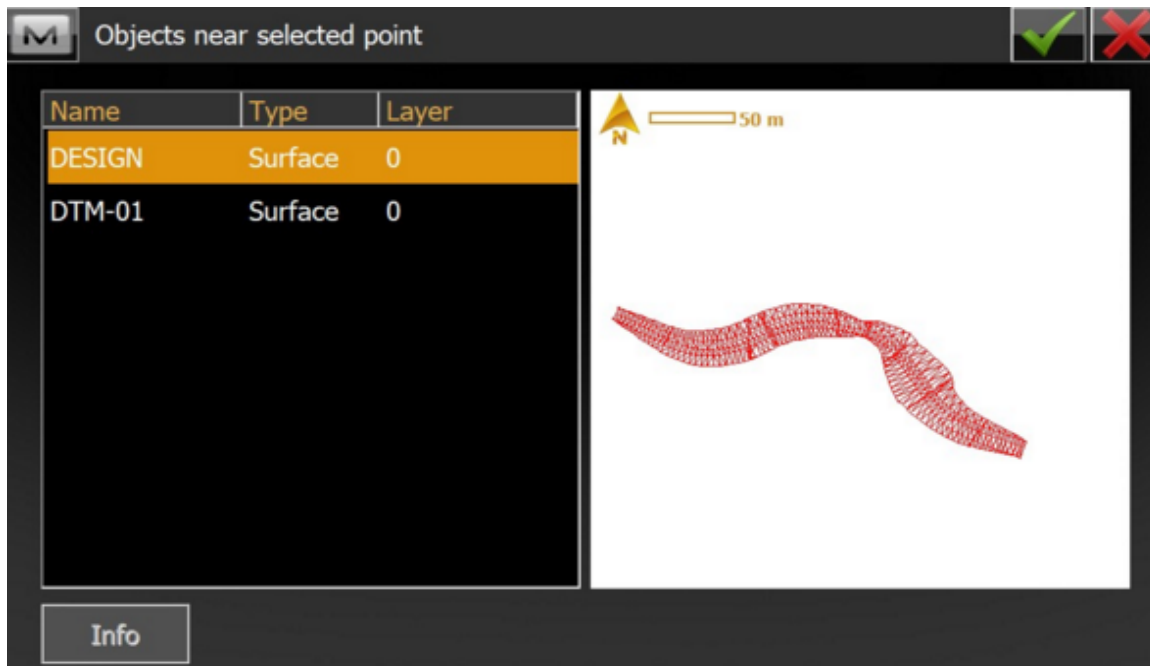 M Objects near selected point
Name Type Layer
DESIGN Surface 0
DTM-01 Surface 0
N 50 m
Info